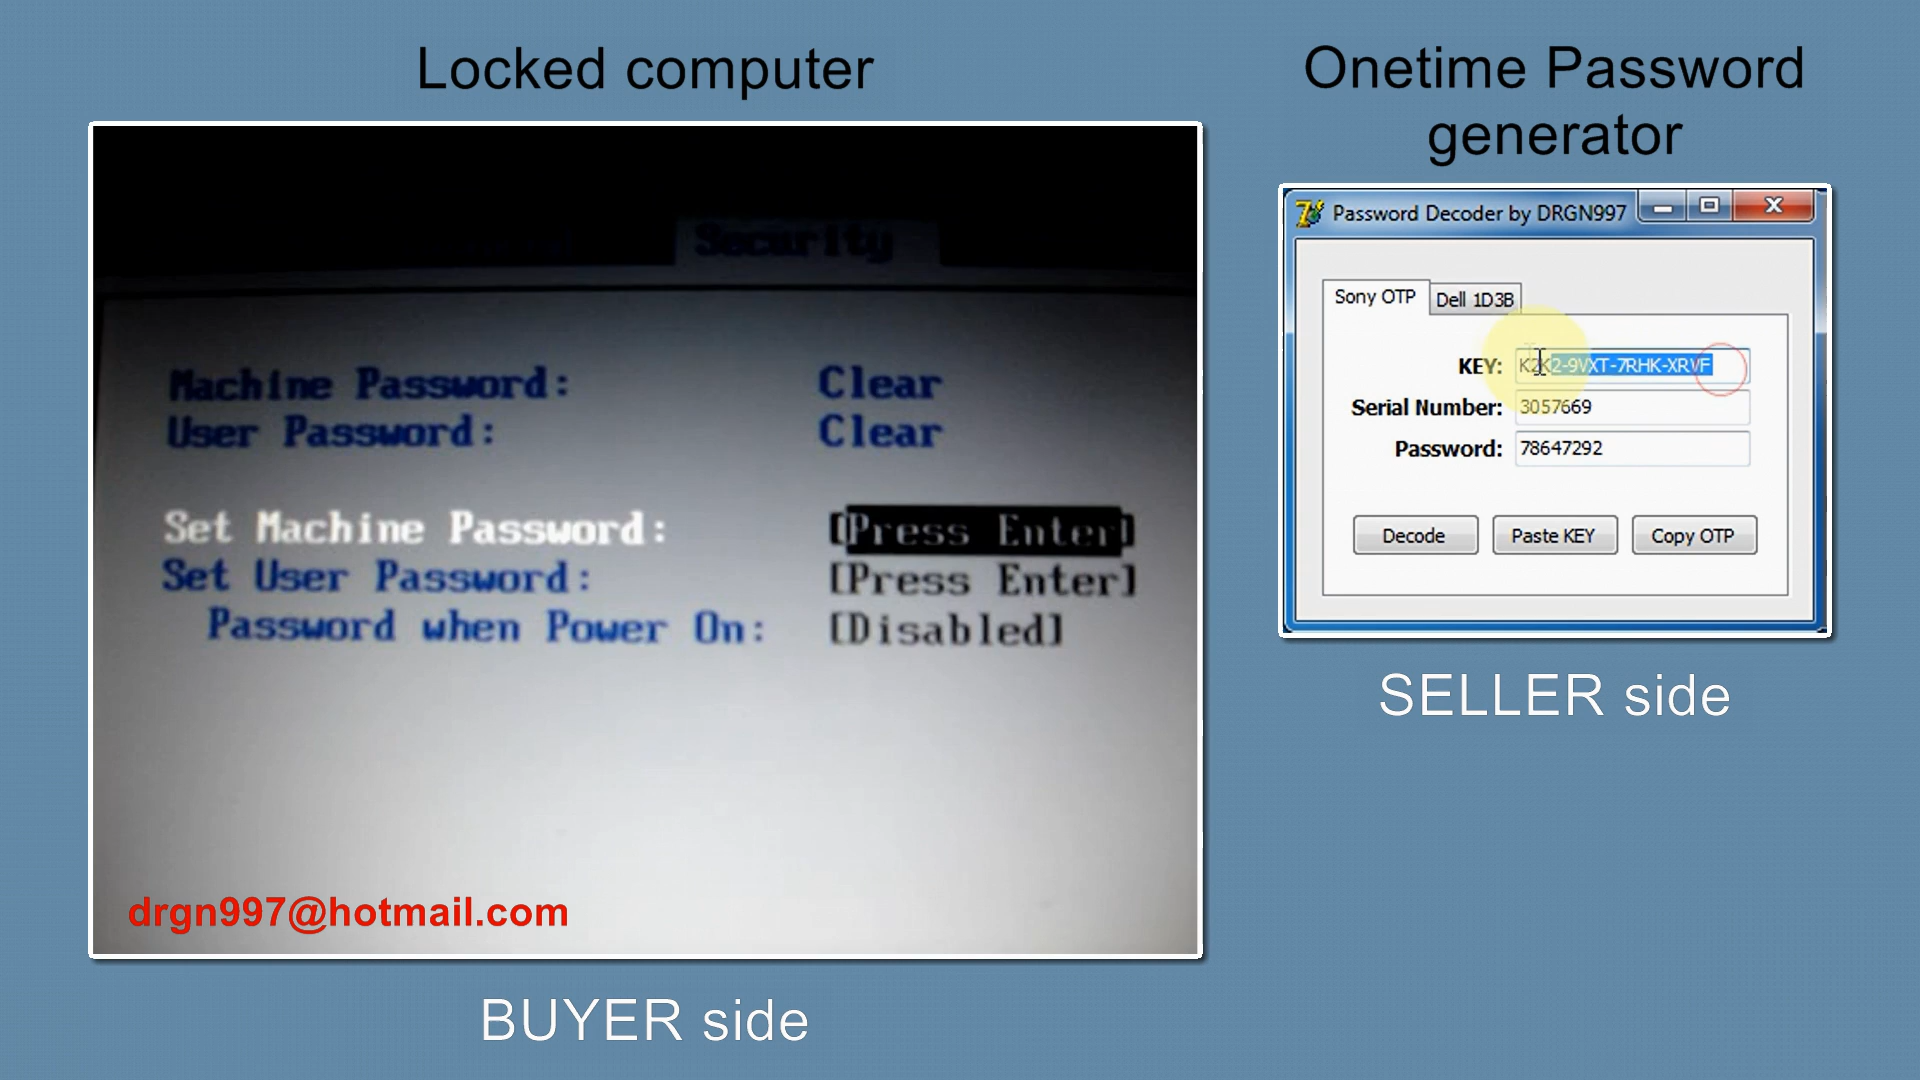 Locked computer
Security
Machine Password: Clear
User Password: Clear
Set Machine Password: [Press Enter]
Set User Password: [Press Enter]
Password when Power On: [Disabled]
drgn997@hotmail.com
BUYER side
Onetime Password
generator
Password Decoder by DRGN997
Sony OTP Dell 1D3B
KEY: K2K2-9VXT-7RHK-XRVF
Serial Number: 3057669
Password: 78647292
Decode Paste KEY Copy OTP
SELLER side